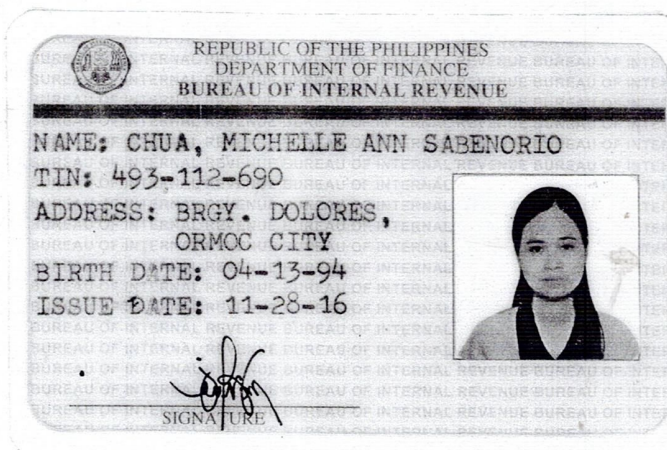 REPUBLIC OF THE PHILIPPINES
DEPARTMENT OF FINANCE
BUREAU OF INTERNAL REVENUE
NAME: CHUA, MICHELLE ANN SABENORIO
TIN: 493-112-690
ADDRESS: BRGY. DOLORES,
ORMOC CITY
BIRTH DATE: 04-13-94
ISSUE DATE: 11-28-16
SIGNATURE